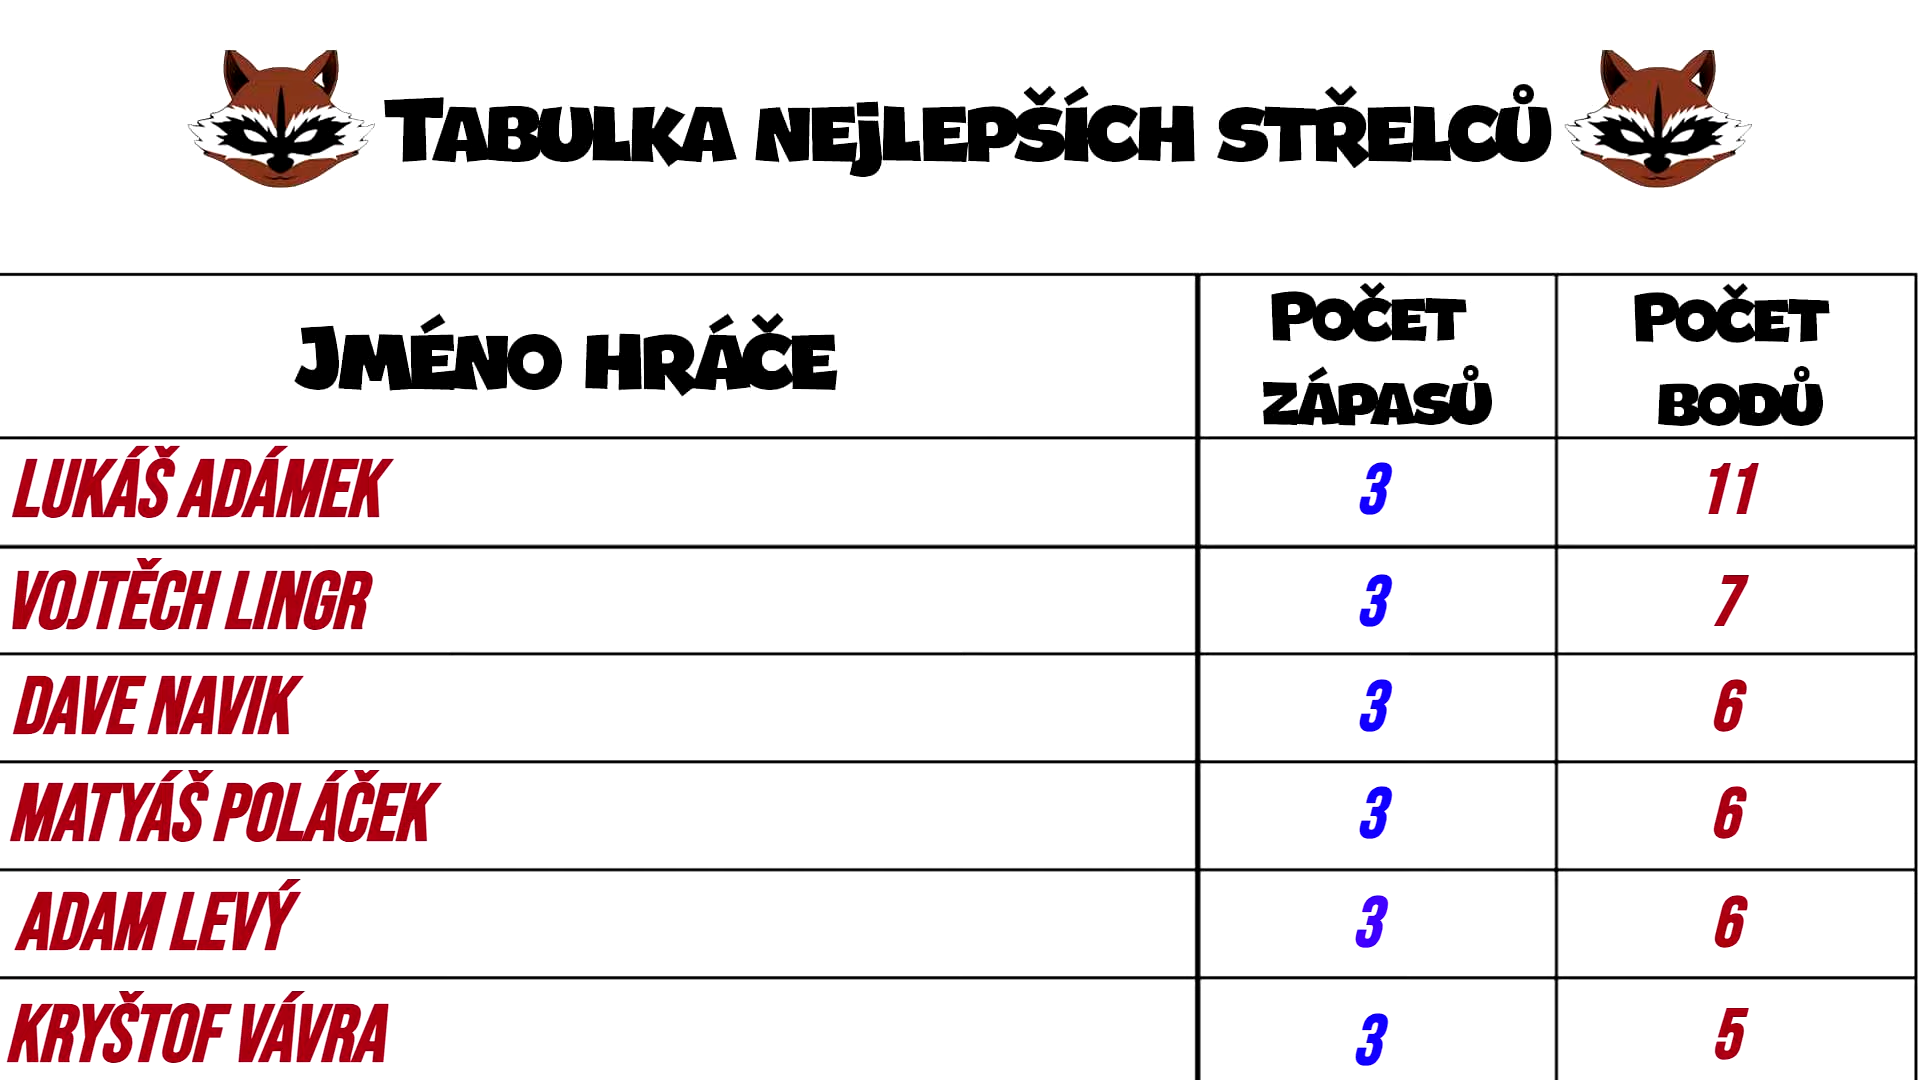 Tabulka nejlepších střelců
Jméno hráče
Počet zápasů
Počet bodů
LUKÁŠ ADÁMEK 3 11
VOJTĚCH LINGR 3 7
DAVE NAVIK 3 6
MATYÁŠ POLÁČEK 3 6
ADAM LEVÝ 3 6
KRYŠTOF VÁVRA 3 5